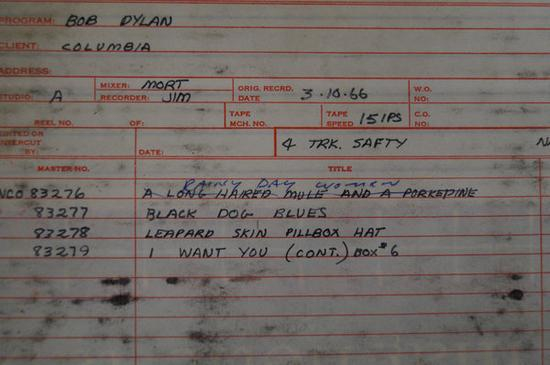 PROGRAM: BOB DYLAN
CLIENT: COLUMBIA
ADDRESS:
STUDIO: A MIXER: MORT ORIG. RECRD. DATE 3·10·66 W.O. NO:
RECORDER: JIM
REEL NO. OF: TAPE MCH. NO. TAPE SPEED 15 IPS C.O. NO:
EDITED OR INTERCUT BY: DATE: 4 TRK. SAFTY
MASTER NO. TITLE
RAINY DAY WOMEN
NCO 83276 A LONG HAIRED MULE AND A PORKEPINE
83277 BLACK DOG BLUES
83278 LEAPARD SKIN PILLBOX HAT
83279 I WANT YOU (CONT.) BOX #6